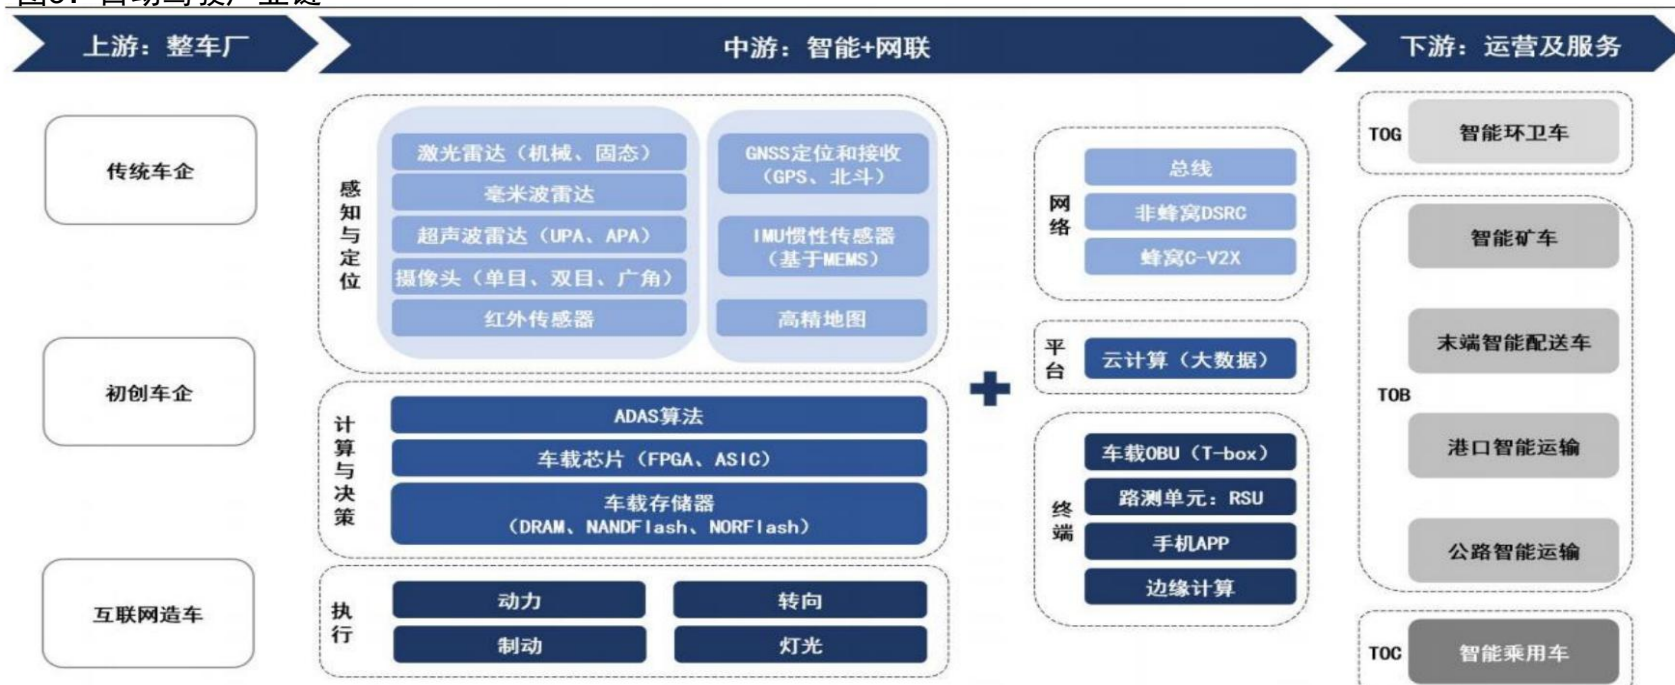 上游：整车厂
中游：智能+网联
下游：运营及服务
传统车企
初创车企
互联网造车
感知与定位
激光雷达（机械、固态）
毫米波雷达
超声波雷达（UPA、APA）
摄像头（单目、双目、广角）
红外传感器
GNSS定位和接收
（GPS、北斗）
IMU惯性传感器
（基于MEMS）
高精地图
计算与决策
ADAS算法
车载芯片（FPGA、ASIC）
车载存储器
（DRAM、NANDFlash、NORFlash）
执行
动力
转向
制动
灯光
网络
总线
非蜂窝DSRC
蜂窝C-V2X
平台
云计算（大数据）
终端
车载OBU（T-box）
路测单元：RSU
手机APP
边缘计算
TOG
智能环卫车
TOB
智能矿车
末端智能配送车
港口智能运输
公路智能运输
TOC
智能乘用车